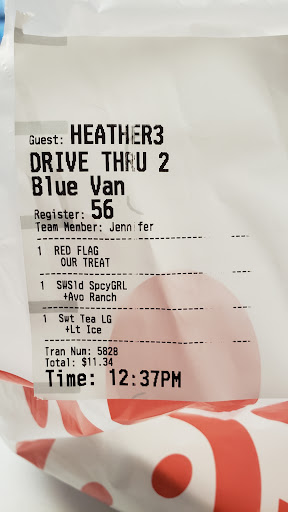 Guest: HEATHER3
DRIVE THRU 2
Blue Van
Register: 56
Team Member: Jennifer
1 RED FLAG
OUR TREAT
1 SWSld SpcyGRL
+Avo Ranch
1 Swt Tea LG
+Lt Ice
Tran Num: 5828
Total: $11.34
Time: 12:37PM